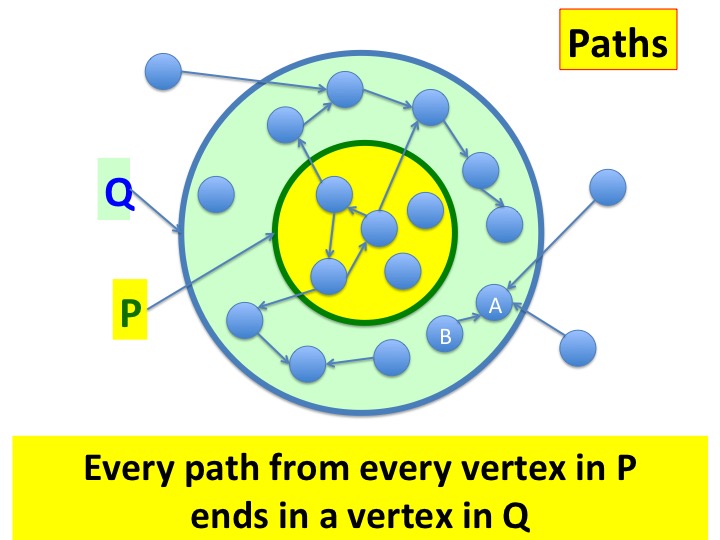 Paths
Q
P
A
B
Every path from every vertex in P
ends in a vertex in Q